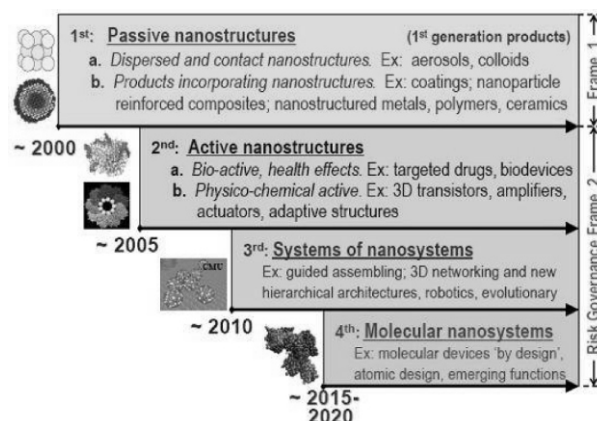 1st: Passive nanostructures (1st generation products)
a. Dispersed and contact nanostructures. Ex: aerosols, colloids
b. Products incorporating nanostructures. Ex: coatings; nanoparticle
reinforced composites; nanostructured metals, polymers, ceramics
~ 2000
2nd: Active nanostructures
a. Bio-active, health effects. Ex: targeted drugs, biodevices
b. Physico-chemical active. Ex: 3D transistors, amplifiers,
actuators, adaptive structures
~ 2005
CMU
3rd: Systems of nanosystems
Ex: guided assembling; 3D networking and new
hierarchical architectures, robotics, evolutionary
~ 2010
4th: Molecular nanosystems
Ex: molecular devices 'by design',
atomic design, emerging functions
~ 2015-
2020
Frame 1
Risk Governance Frame 2